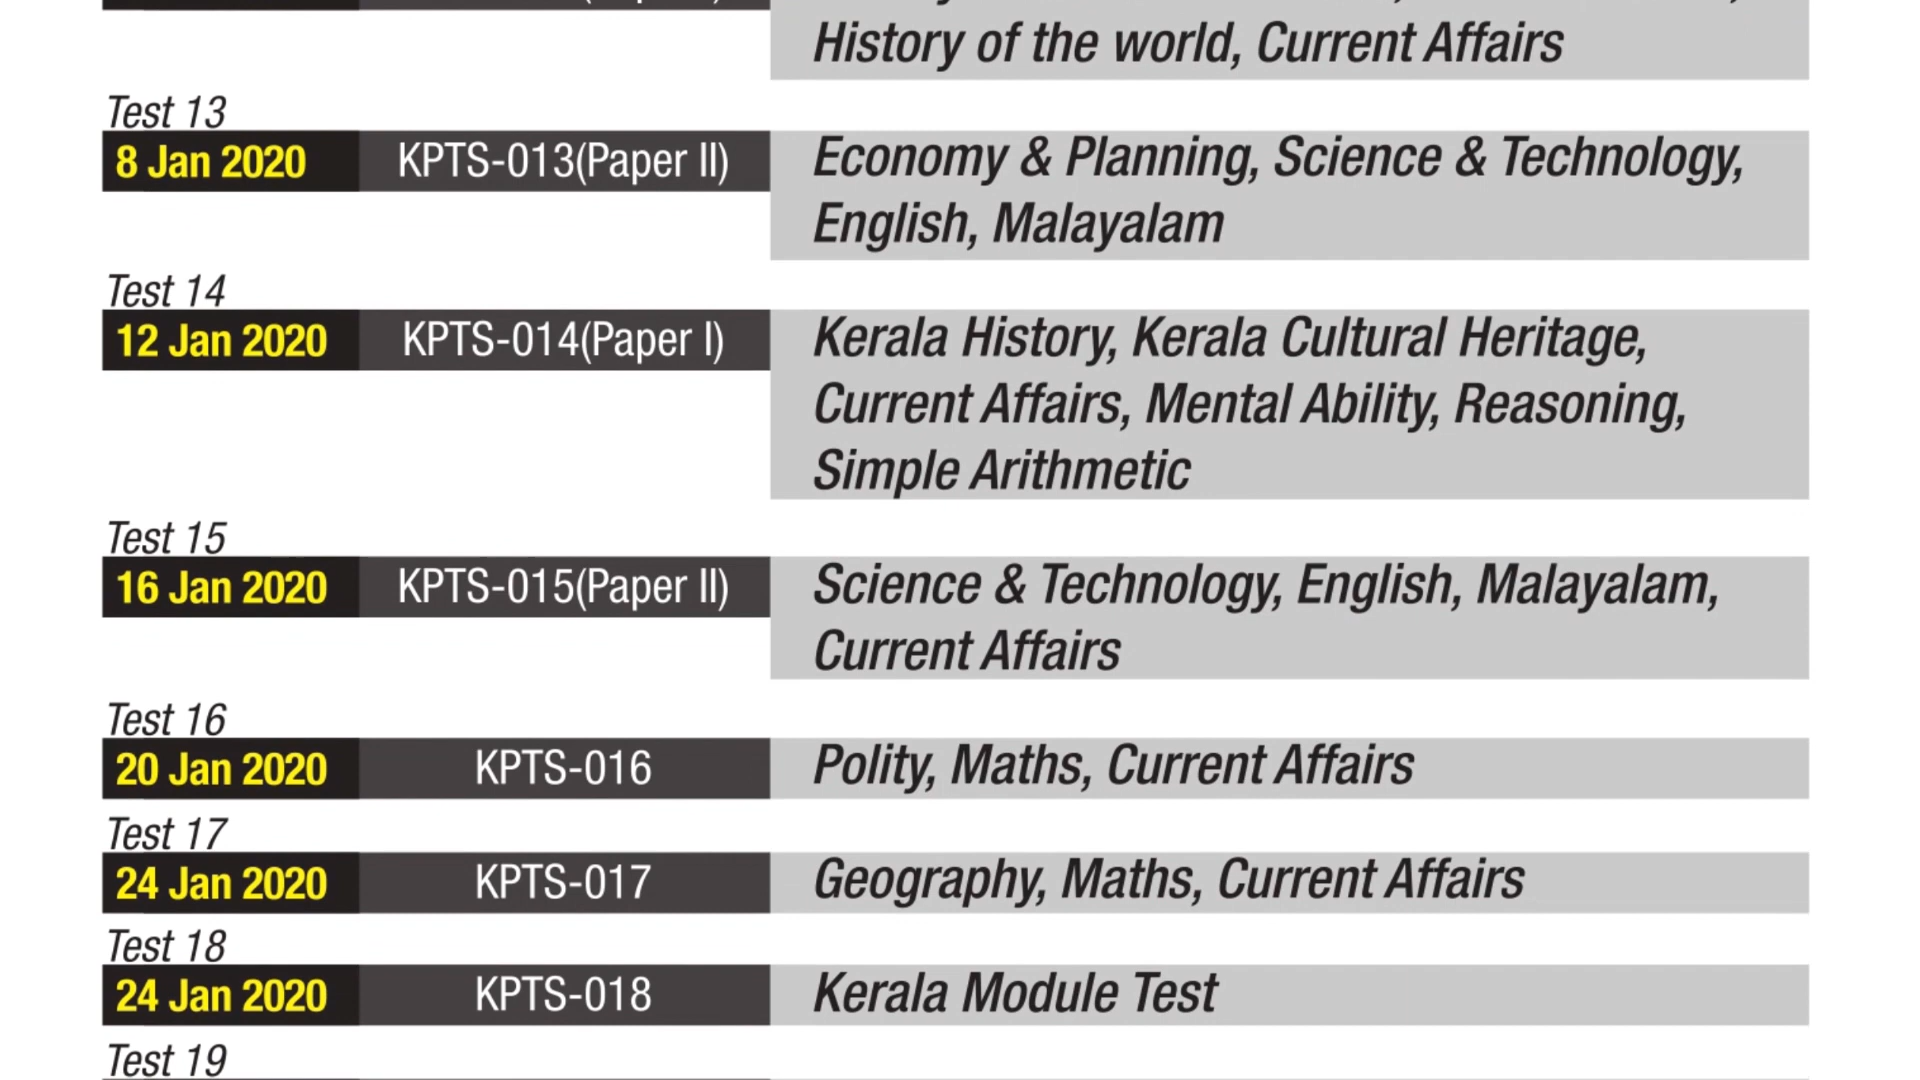 History of the world, Current Affairs
Test 13
8 Jan 2020 KPTS-013(Paper II) Economy & Planning, Science & Technology,
English, Malayalam
Test 14
12 Jan 2020 KPTS-014(Paper I) Kerala History, Kerala Cultural Heritage,
Current Affairs, Mental Ability, Reasoning,
Simple Arithmetic
Test 15
16 Jan 2020 KPTS-015(Paper II) Science & Technology, English, Malayalam,
Current Affairs
Test 16
20 Jan 2020 KPTS-016 Polity, Maths, Current Affairs
Test 17
24 Jan 2020 KPTS-017 Geography, Maths, Current Affairs
Test 18
24 Jan 2020 KPTS-018 Kerala Module Test
Test 19